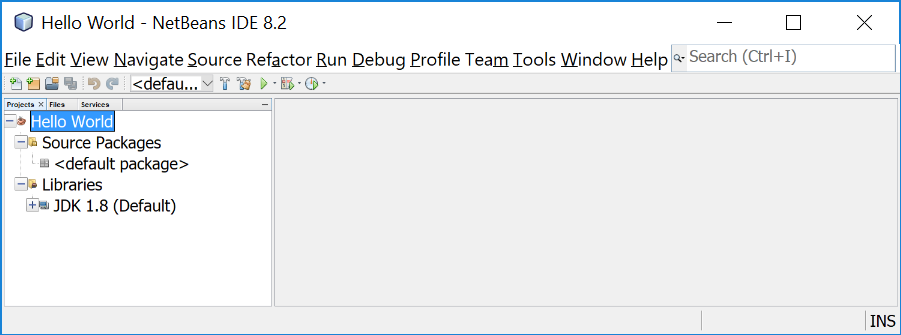 Hello World - NetBeans IDE 8.2
File Edit View Navigate Source Refactor Run Debug Profile Team Tools Window Help Search (Ctrl+I)
<defau...
Projects Files Services
Hello World
Source Packages
<default package>
Libraries
JDK 1.8 (Default)
INS